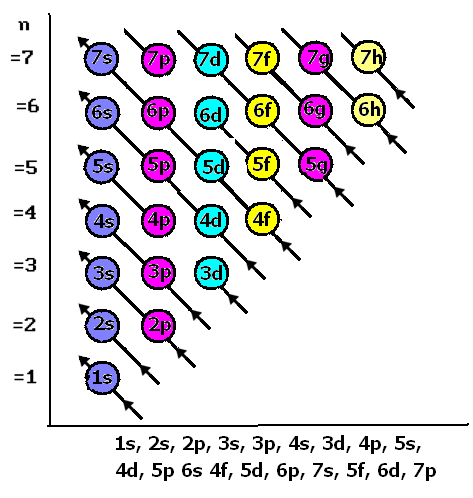 n
=7 7s 7p 7d 7f 7g 7h
=6 6s 6p 6d 6f 6g 6h
=5 5s 5p 5d 5f 5g
=4 4s 4p 4d 4f
=3 3s 3p 3d
=2 2s 2p
=1 1s
1s, 2s, 2p, 3s, 3p, 4s, 3d, 4p, 5s,
4d, 5p 6s 4f, 5d, 6p, 7s, 5f, 6d, 7p